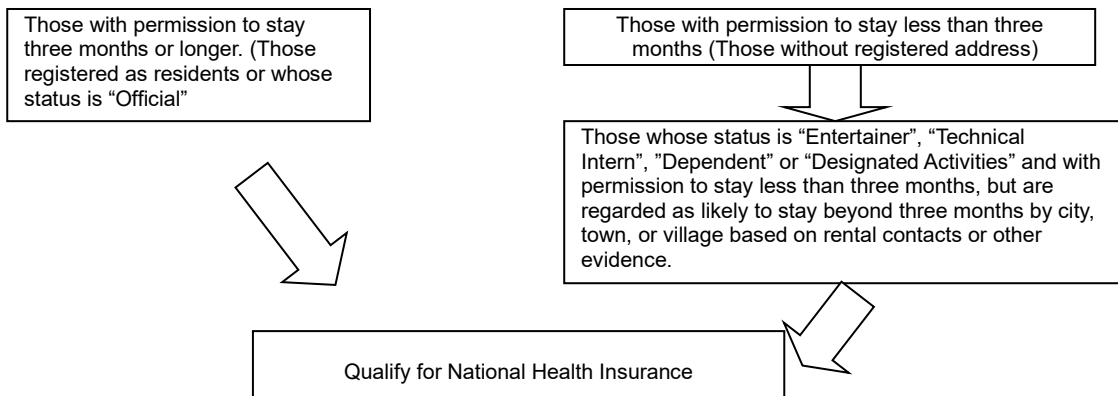 Those with permission to stay
three months or longer. (Those
registered as residents or whose
status is “Official”
Those with permission to stay less than three
months (Those without registered address)
Those whose status is “Entertainer”, “Technical
Intern”, ”Dependent” or “Designated Activities” and with
permission to stay less than three months, but are
regarded as likely to stay beyond three months by city,
town, or village based on rental contacts or other
evidence.
Qualify for National Health Insurance